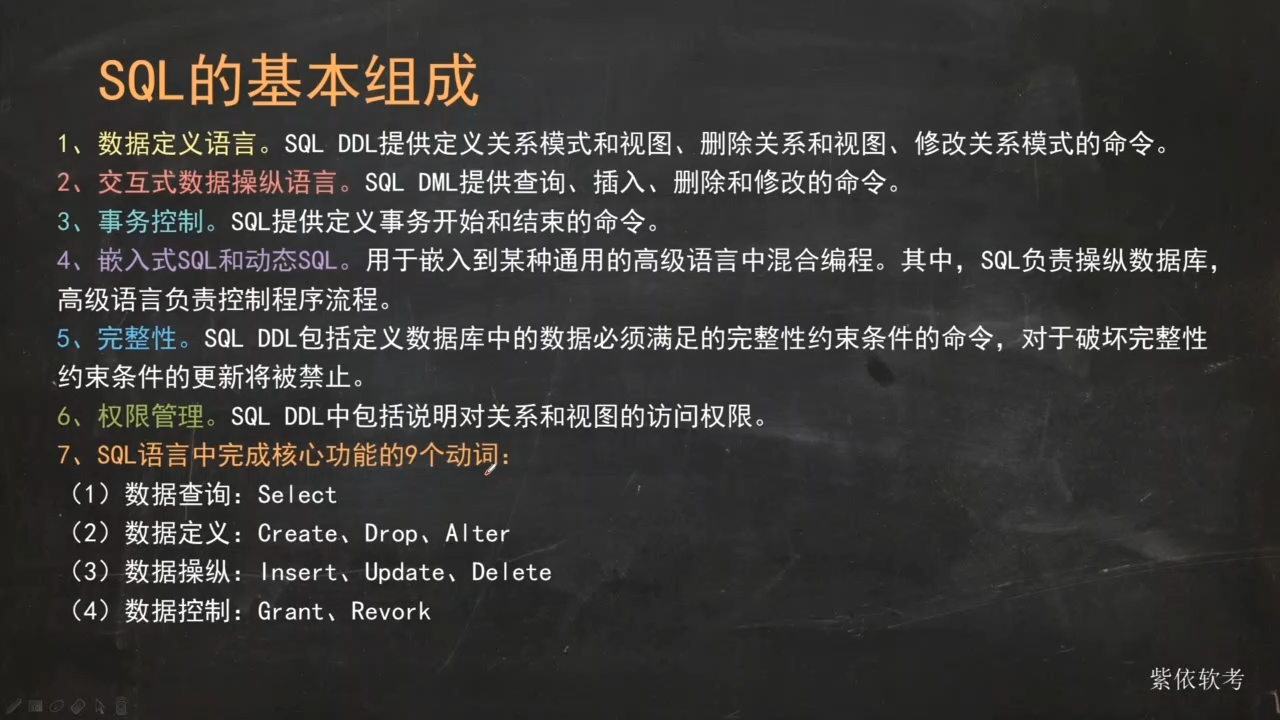 SQL的基本组成
1、数据定义语言。SQL DDL提供定义关系模式和视图、删除关系和视图、修改关系模式的命令。
2、交互式数据操纵语言。SQL DML提供查询、插入、删除和修改的命令。
3、事务控制。SQL提供定义事务开始和结束的命令。
4、嵌入式SQL和动态SQL。用于嵌入到某种通用的高级语言中混合编程。其中，SQL负责操纵数据库，
高级语言负责控制程序流程。
5、完整性。SQL DDL包括定义数据库中的数据必须满足的完整性约束条件的命令，对于破坏完整性
约束条件的更新将被禁止。
6、权限管理。SQL DDL中包括说明对关系和视图的访问权限。
7、SQL语言中完成核心功能的9个动词：
（1）数据查询：Select
（2）数据定义：Create、Drop、Alter
（3）数据操纵：Insert、Update、Delete
（4）数据控制：Grant、Revork
紫依软考